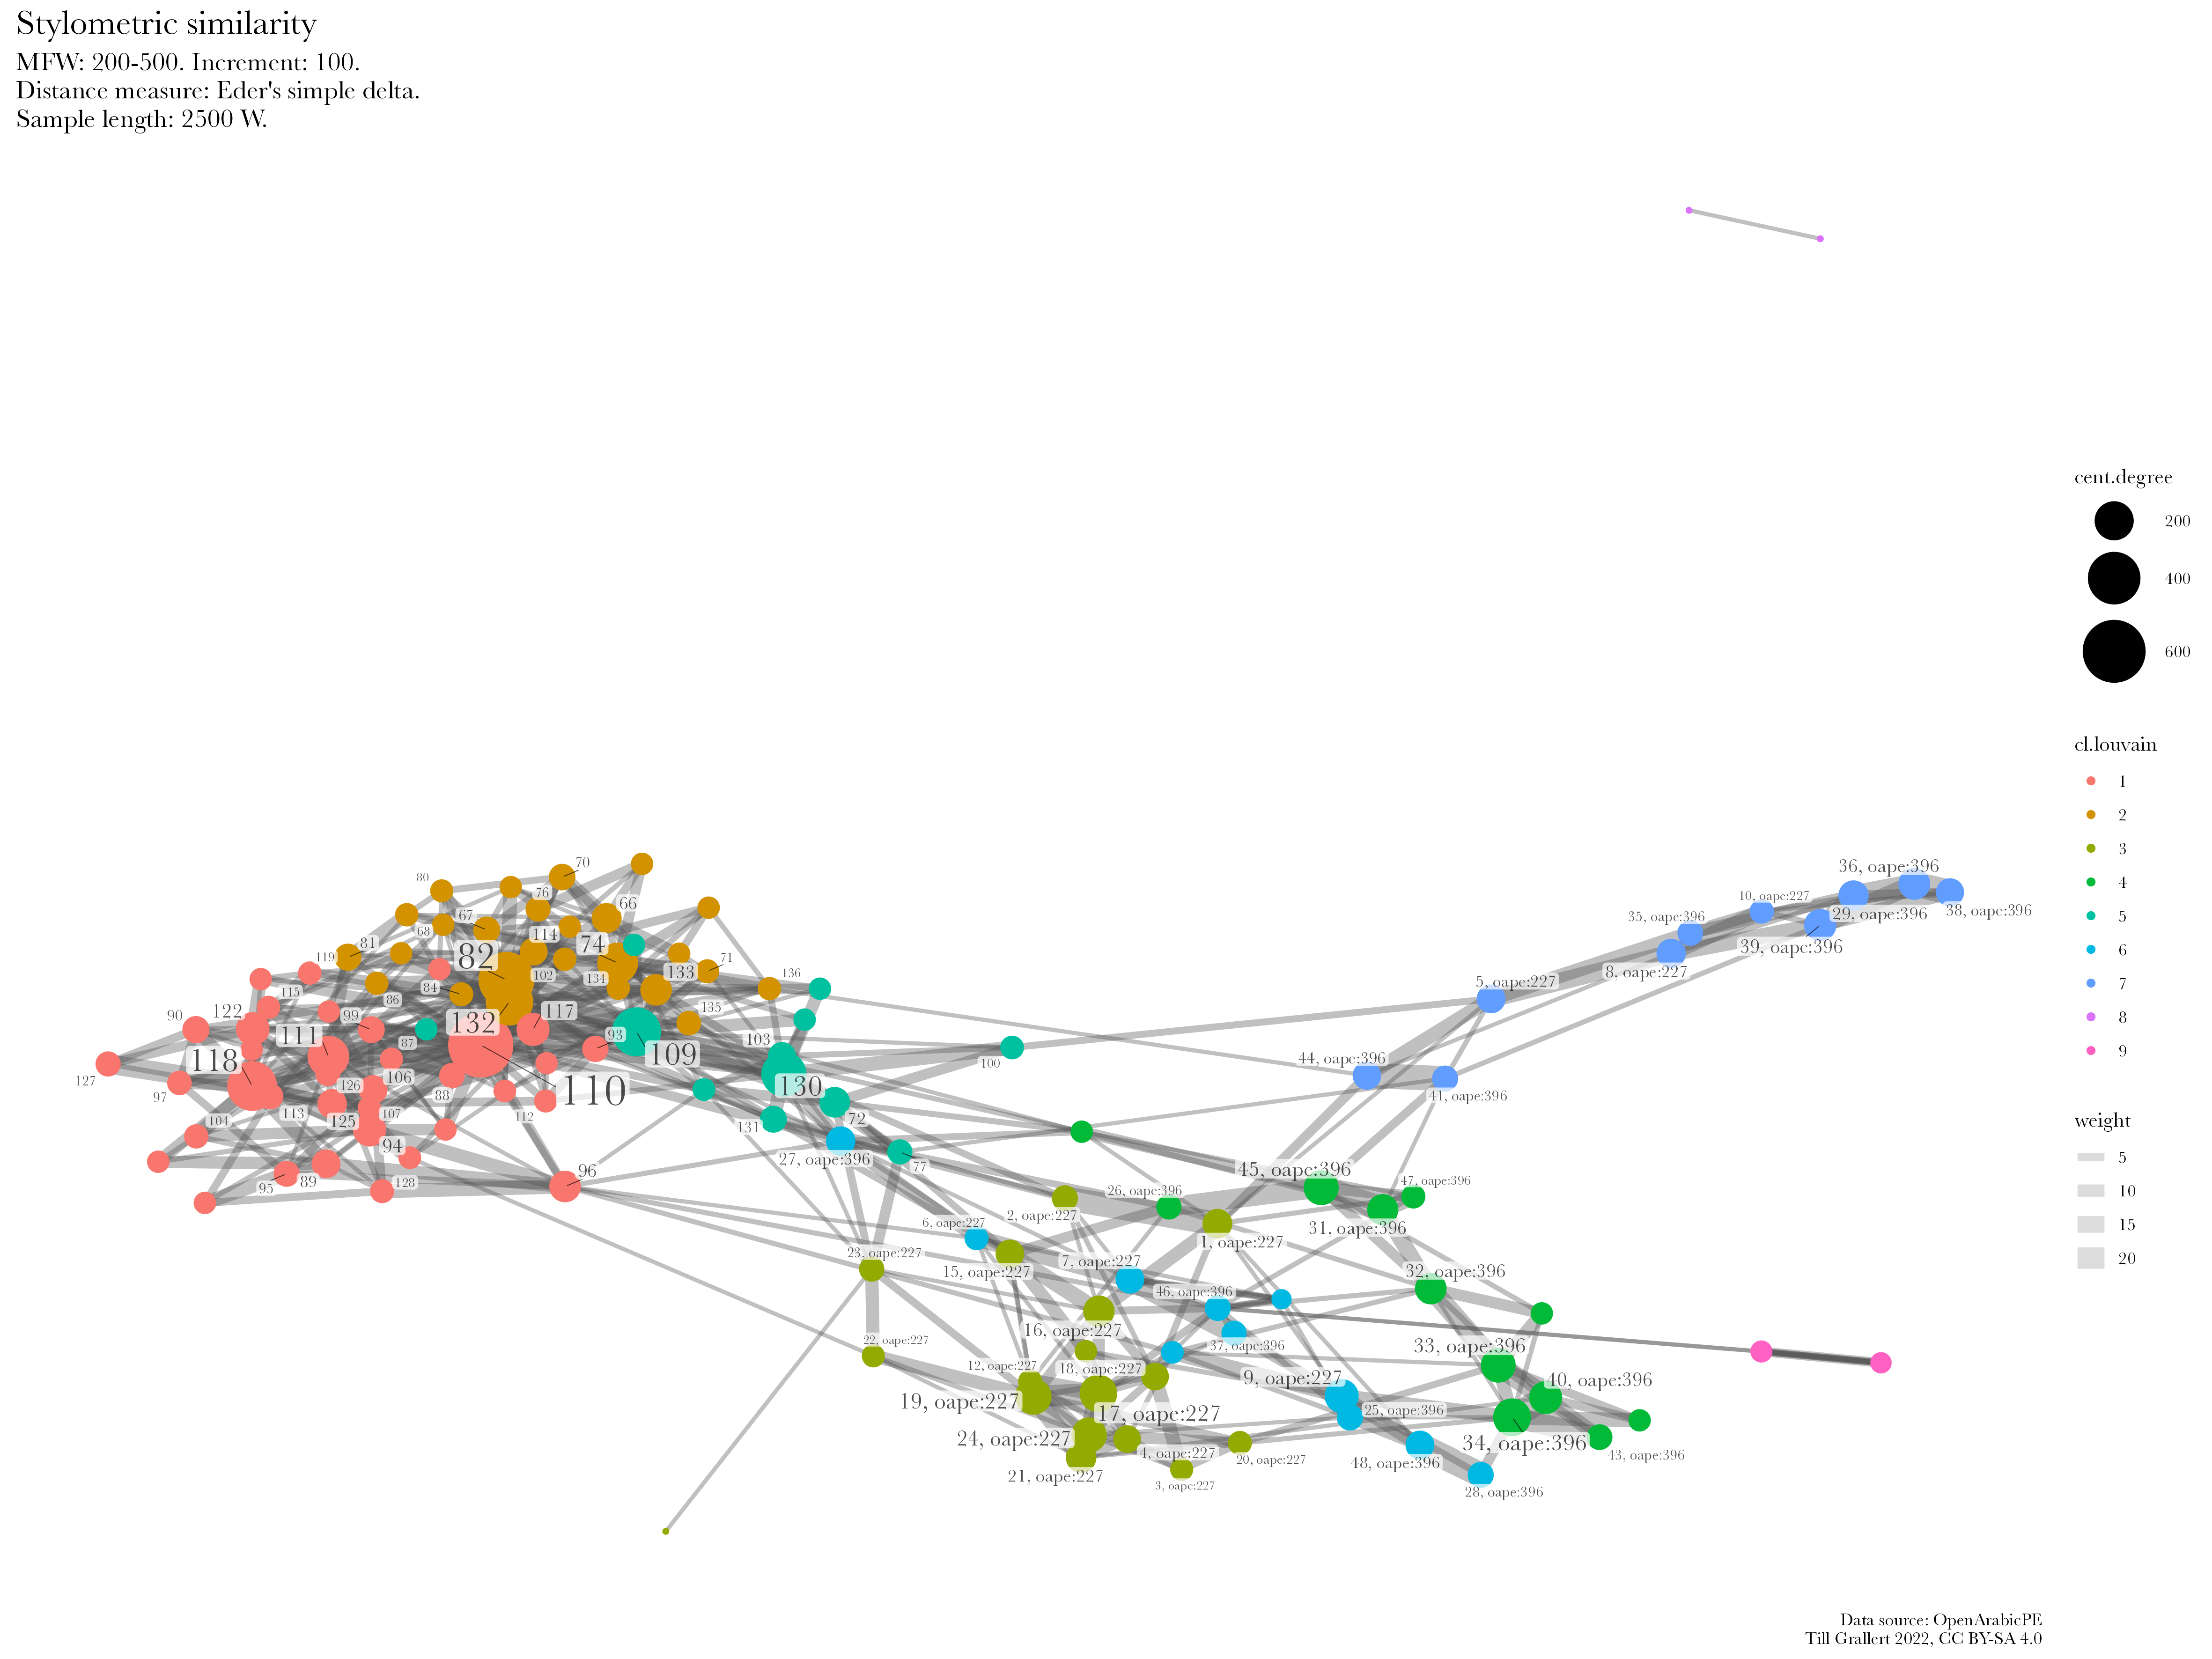 Stylometric similarity
MFW: 200-500. Increment: 100.
Distance measure: Eder's simple delta.
Sample length: 2500 W.
cent.degree
200
400
600
cl.louvain
1
2
3
4
5
6
7
8
9
weight
5
10
15
20
70
80
76
66
67
68
114
74
81
82
119
102
134
133
71
136
84
86
115
135
90
122
99
117
132
111
87
93
103
109
118
130
100
127
126
106
110
97
88
113
107
112
72
104
125
131
94
77
96
95
89
128
36, oape:396
10, oape:227
38, oape:396
29, oape:396
35, oape:396
39, oape:396
8, oape:227
5, oape:227
44, oape:396
41, oape:396
27, oape:396
45, oape:396
47, oape:396
26, oape:396
2, oape:227
6, oape:227
31, oape:396
1, oape:227
23, oape:227
7, oape:227
15, oape:227
32, oape:396
46, oape:396
16, oape:227
22, oape:227
37, oape:396
33, oape:396
12, oape:227
18, oape:227
9, oape:227
40, oape:396
19, oape:227
25, oape:396
17, oape:227
24, oape:227
34, oape:396
4, oape:227
43, oape:396
20, oape:227
48, oape:396
21, oape:227
3, oape:227
28, oape:396
Data source: OpenArabicPE
Till Grallert 2022, CC BY-SA 4.0